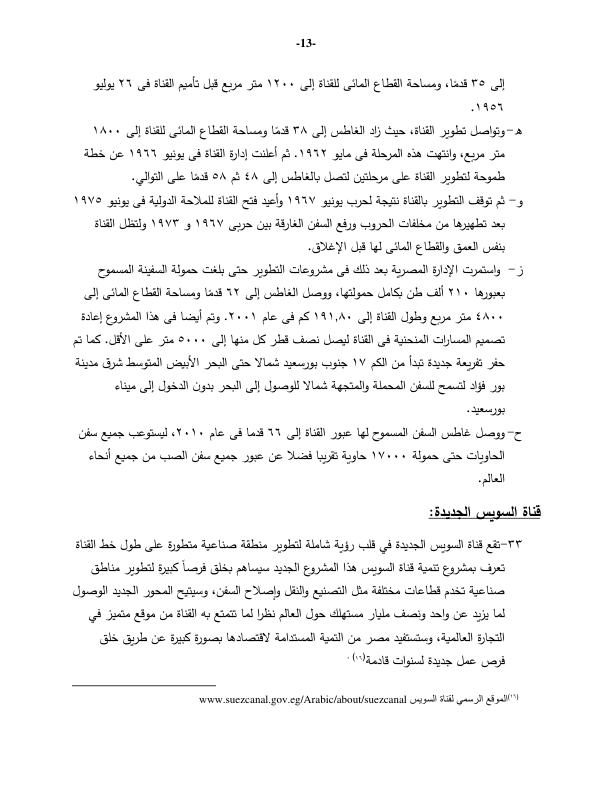 -13-
إلى ٣٥ قدمًا، ومساحة القطاع المائى للقناة إلى ١٢٠٠ متر مربع قبل تأميم القناة فى ٢٦ يوليو
١٩٥٦.
ه- وتواصل تطوير القناة، حيث زاد الغاطس إلى ٣٨ قدمًا ومساحة القطاع المائى للقناة إلى ١٨٠٠
متر مربع، وانتهت هذه المرحلة فى مايو ١٩٦٢. ثم أعلنت إدارة القناة فى يونيو ١٩٦٦ عن خطة
طموحة لتطوير القناة على مرحلتين لتصل بالغاطس إلى ٤٨ ثم ٥٨ قدمًا على التوالي.
و- ثم توقف التطوير بالقناة نتيجة لحرب يونيو ١٩٦٧ وأعيد فتح القناة للملاحة الدولية فى يونيو ١٩٧٥
بعد تطهيرها من مخلفات الحروب ورفع السفن الغارقة بين حربى ١٩٦٧ و ١٩٧٣ ولتظل القناة
بنفس العمق والقطاع المائى لها قبل الإغلاق.
ز- واستمرت الإدارة المصرية بعد ذلك فى مشروعات التطوير حتى بلغت حمولة السفينة المسموح
بعبورها ٢١٠ ألف طن بكامل حمولتها، ووصل الغاطس إلى ٦٢ قدمًا ومساحة القطاع المائى إلى
٤٨٠٠ متر مربع وطول القناة إلى ١٩١,٨٠ كم فى عام ٢٠٠١. وتم أيضا فى هذا المشروع إعادة
تصميم المسارات المنحنية فى القناة ليصل نصف قطر كل منها إلى ٥٠٠٠ متر على الأقل. كما تم
حفر تفريعة جديدة تبدأ من الكم ١٧ جنوب بورسعيد شمالا حتى البحر الأبيض المتوسط شرق مدينة
بور فؤاد لتسمح للسفن المحملة والمتجهة شمالا للوصول إلى البحر بدون الدخول إلى ميناء
بورسعيد.
ح- ووصل غاطس السفن المسموح لها عبور القناة إلى ٦٦ قدما فى عام ٢٠١٠، ليستوعب جميع سفن
الحاويات حتى حمولة ١٧٠٠٠ حاوية تقريبا فضلا عن عبور جميع سفن الصب من جميع أنحاء
العالم.
قناة السويس الجديدة:
٣٣- تقع قناة السويس الجديدة في قلب رؤية شاملة لتطوير منطقة صناعية متطورة على طول خط القناة
تعرف بمشروع تنمية قناة السويس هذا المشروع الجديد سيساهم بخلق فرصاً كبيرة لتطوير مناطق
صناعية تخدم قطاعات مختلفة مثل التصنيع والنقل وإصلاح السفن، وسيتيح المحور الجديد الوصول
لما يزيد عن واحد ونصف مليار مستهلك حول العالم نظرا لما تتمتع به القناة من موقع متميز في
التجارة العالمية، وستستفيد مصر من التمية المستدامة لاقتصادها بصورة كبيرة عن طريق خلق
فرص عمل جديدة لسنوات قادمة(١٦) .
(١٦)الموقع الرسمي لقناة السويس www.suezcanal.gov.eg/Arabic/about/suezcanal